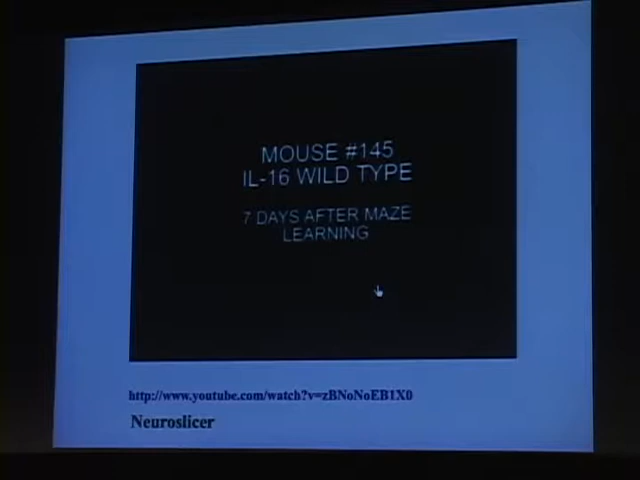 MOUSE #145
IL-16 WILD TYPE
7 DAYS AFTER MAZE
LEARNING
http://www.youtube.com/watch?v=zBNoNoEB1X0
Neuroslicer